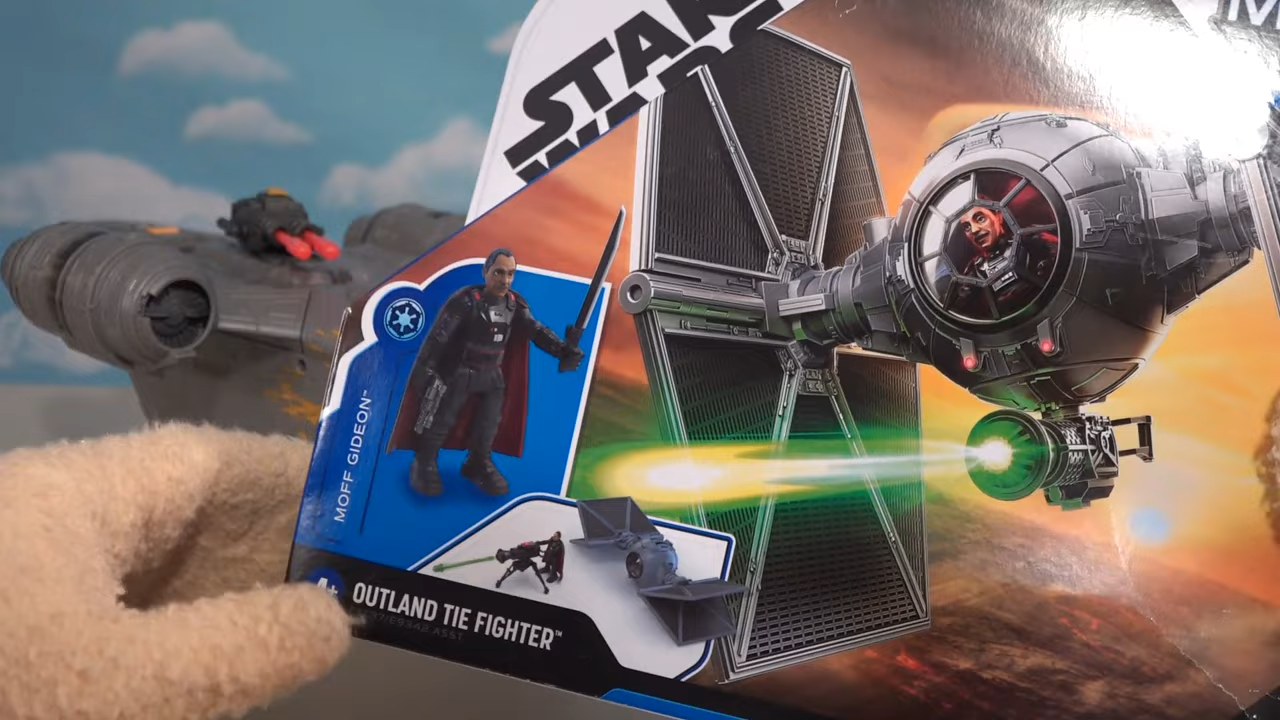 STAR
WARS
M
MOFF GIDEON™
4+
OUTLAND TIE FIGHTER™